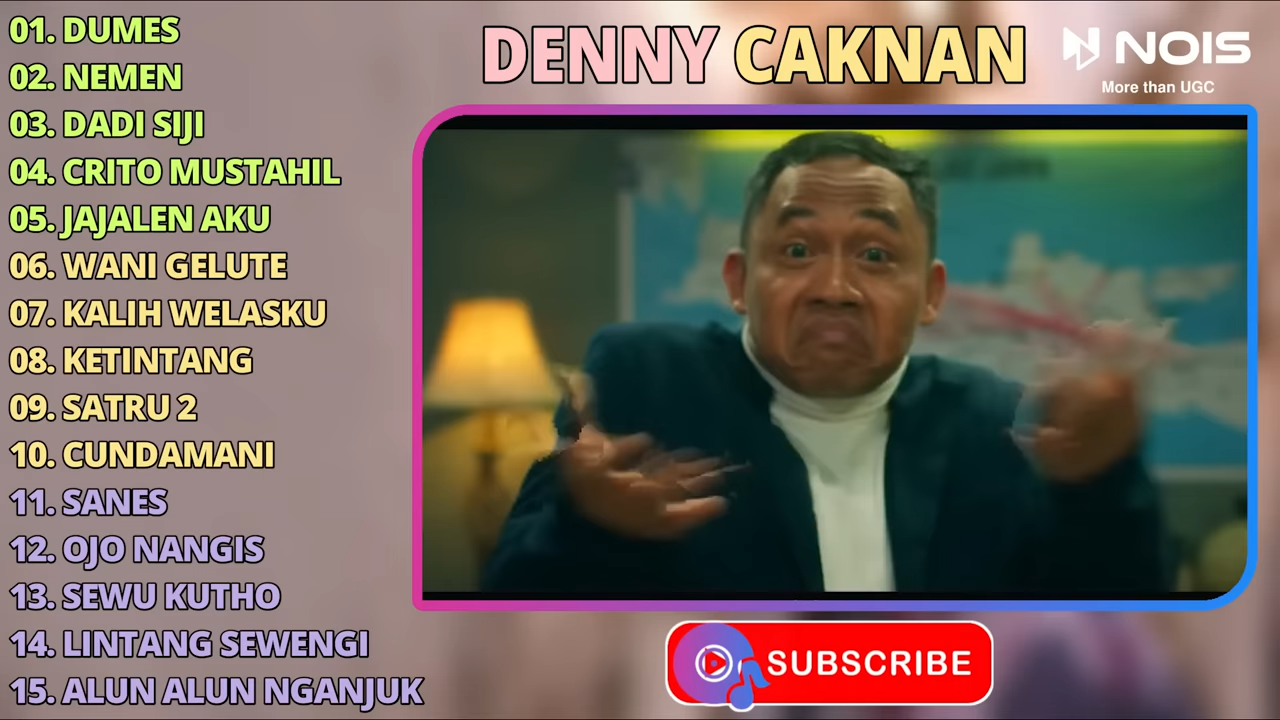 01. DUMES
02. NEMEN
03. DADI SIJI
04. CRITO MUSTAHIL
05. JAJALEN AKU
06. WANI GELUTE
07. KALIH WELASKU
08. KETINTANG
09. SATRU 2
10. CUNDAMANI
11. SANES
12. OJO NANGIS
13. SEWU KUTHO
14. LINTANG SEWENGI
15. ALUN ALUN NGANJUK
DENNY CAKNAN
NOIS
More than UGC
SUBSCRIBE